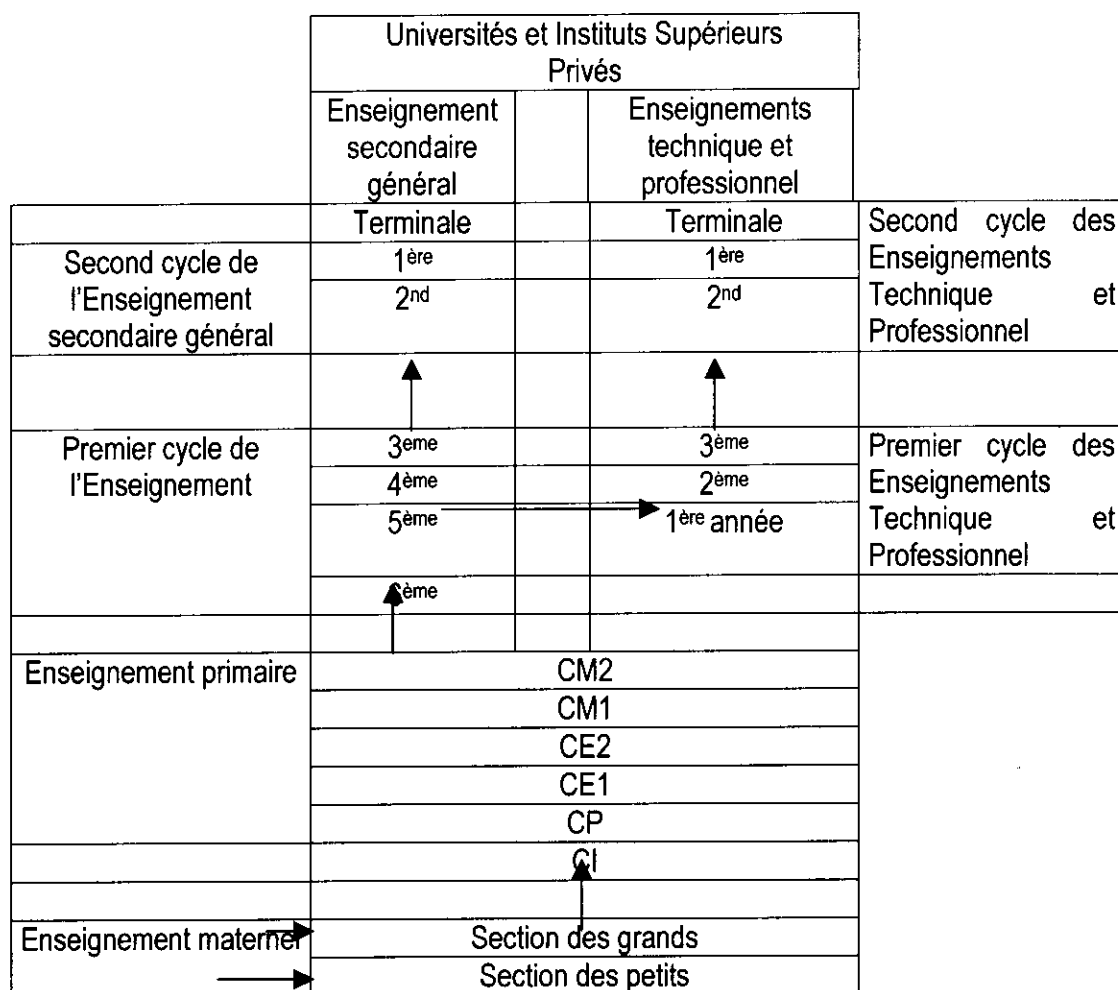 Universités et Instituts Supérieurs
Privés
Enseignement
secondaire
général
Enseignements
technique et
professionnel
Terminale
Terminale
Second cycle des
Enseignements
Technique et
Professionnel
Second cycle de
l'Enseignement
secondaire général
1ère
1ère
2nd
2nd
Premier cycle de
l'Enseignement
3eme
3ème
Premier cycle des
Enseignements
Technique et
Professionnel
4ème
2ème
5ème
1ère année
6ème
Enseignement primaire
CM2
CM1
CE2
CE1
CP
CI
Enseignement maternel
Section des grands
Section des petits